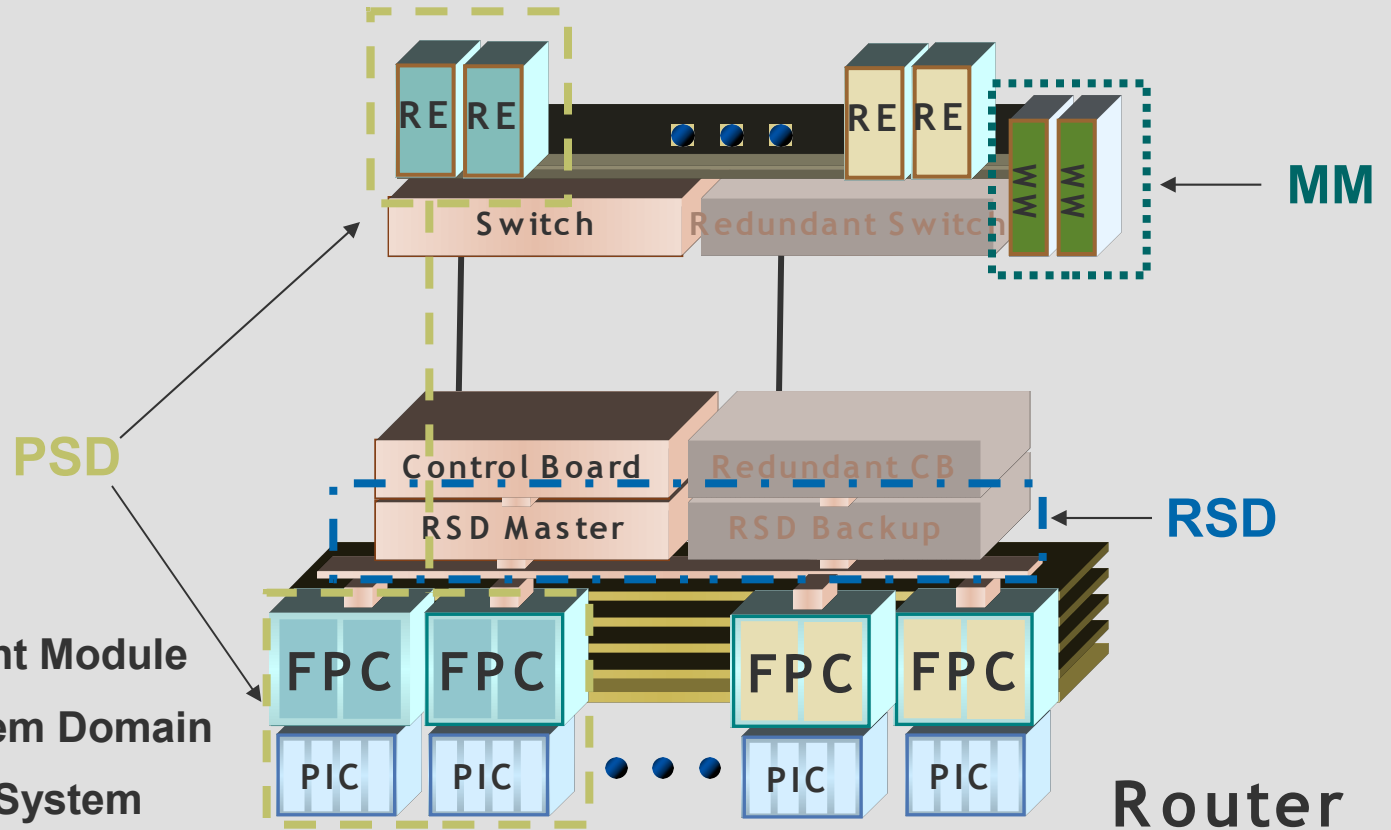 RE RE RE RE
MM
MM
MM
Switch Redundant Switch
PSD
Control Board Redundant CB
RSD Master RSD Backup
RSD
FPC FPC FPC FPC
nt Module
em Domain
PIC PIC PIC PIC
System
Router